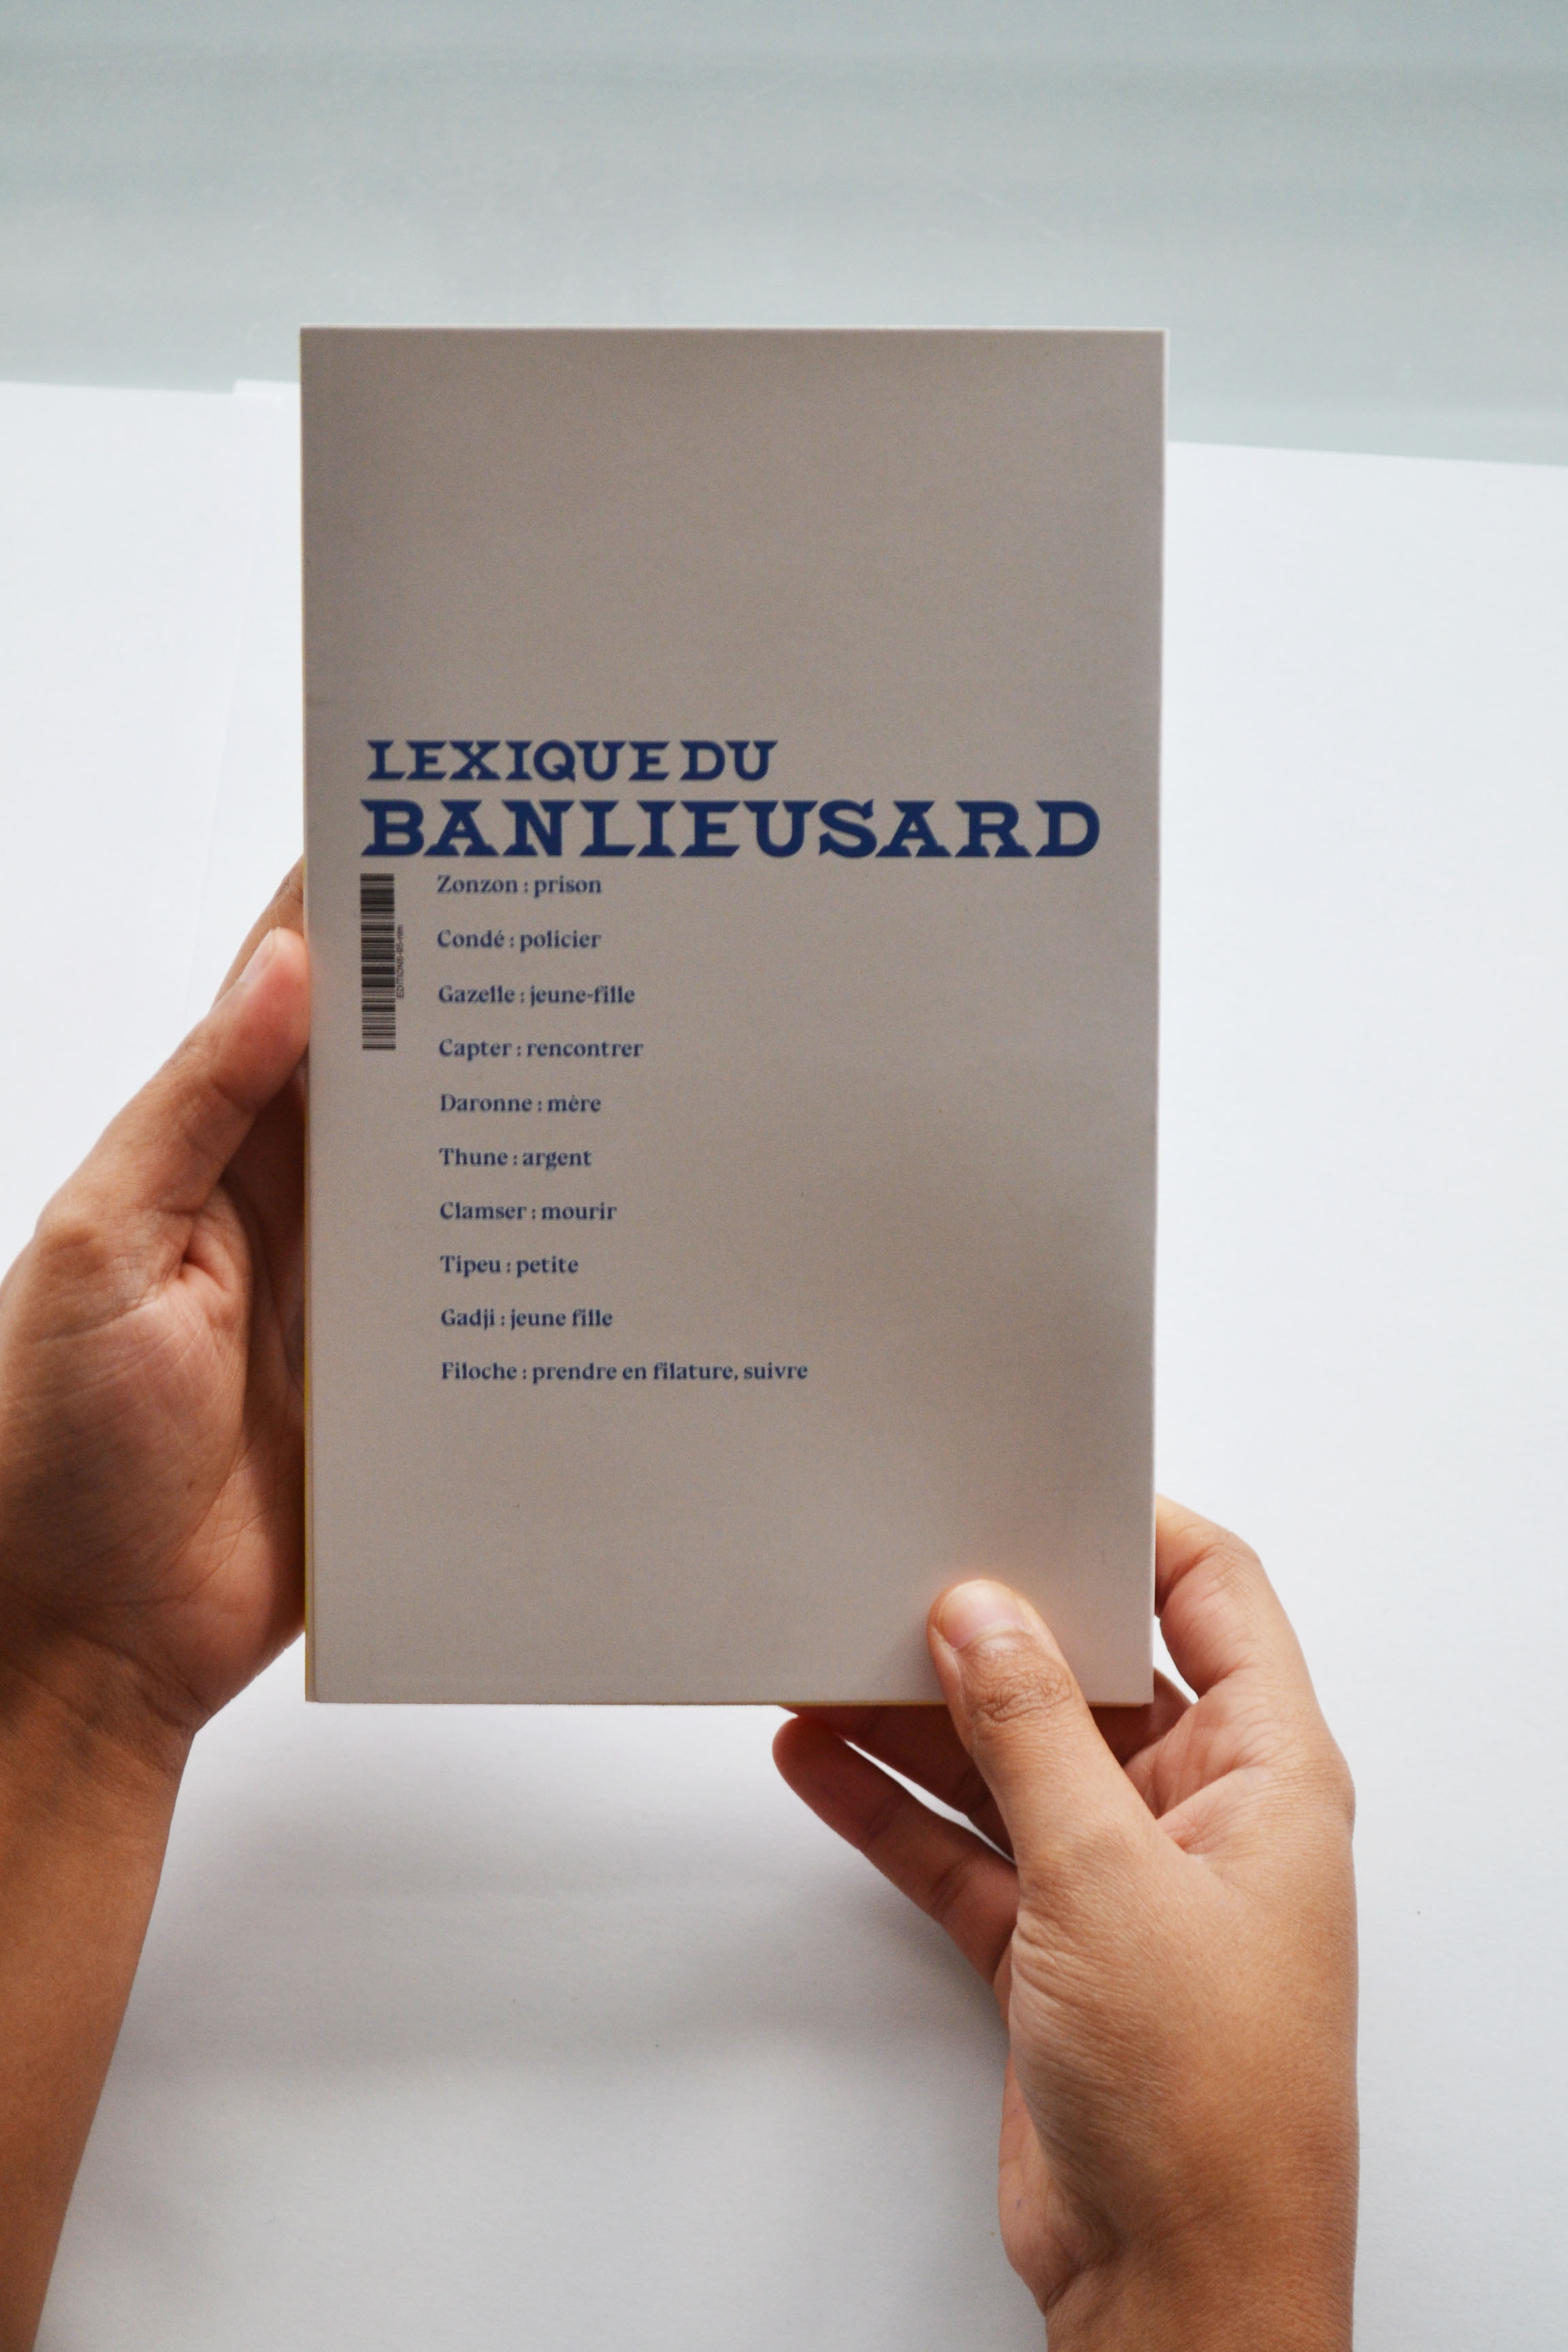 LEXIQUE DU
BANLIEUSARD
Zonzon : prison
Condé : policier
Gazelle : jeune-fille
Capter : rencontrer
Daronne : mère
Thune : argent
Clamser : mourir
Tipeu : petite
Gadji : jeune fille
Filoche : prendre en filature, suivre